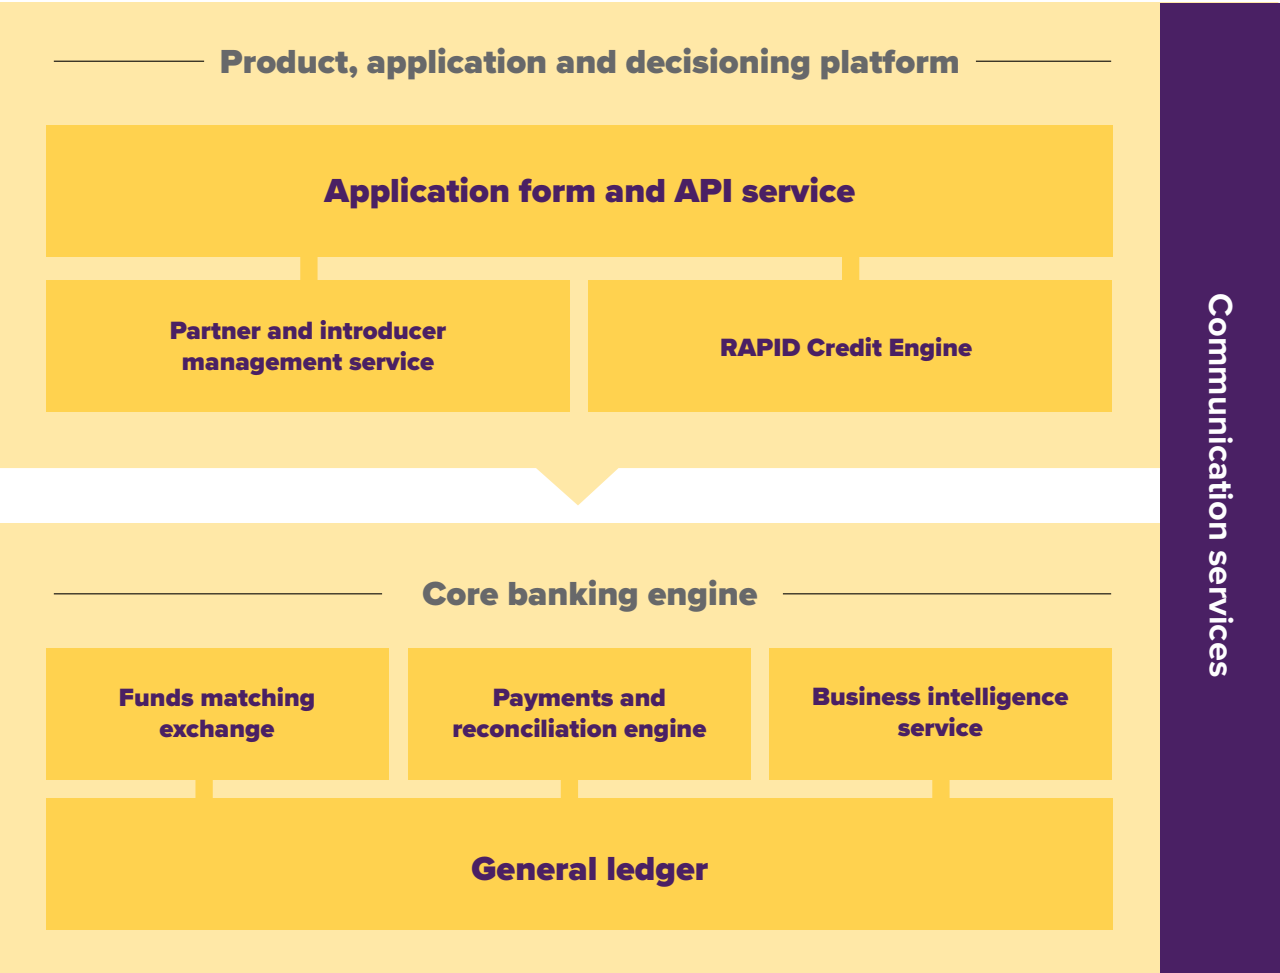 Product, application and decisioning platform
Application form and API service
Partner and introducer
management service
RAPID Credit Engine
Core banking engine
Funds matching
exchange
Payments and
reconciliation engine
Business intelligence
service
General ledger
Communication services